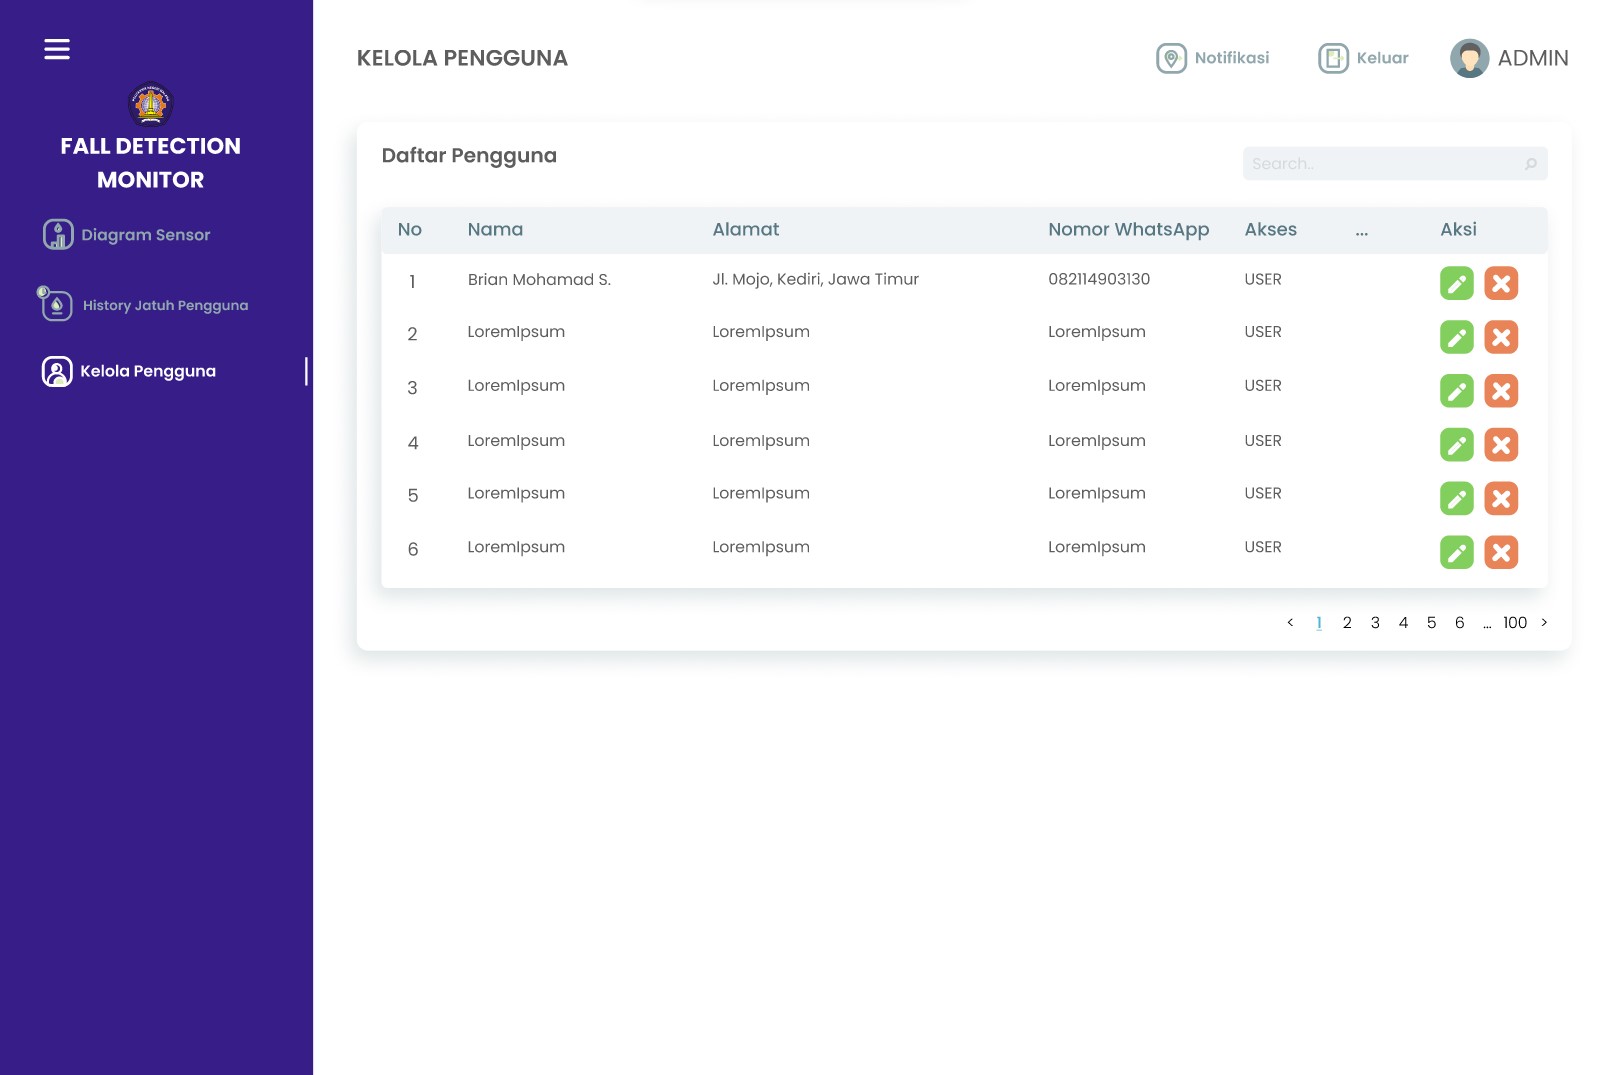 KELOLA PENGGUNA
Notifikasi
Keluar
ADMIN
FALL DETECTION
MONITOR
Diagram Sensor
History Jatuh Pengguna
Kelola Pengguna
Daftar Pengguna
Search..
No Nama Alamat Nomor WhatsApp Akses ... Aksi
1 Brian Mohamad S. Jl. Mojo, Kediri, Jawa Timur 082114903130 USER
2 LoremIpsum LoremIpsum LoremIpsum USER
3 LoremIpsum LoremIpsum LoremIpsum USER
4 LoremIpsum LoremIpsum LoremIpsum USER
5 LoremIpsum LoremIpsum LoremIpsum USER
6 LoremIpsum LoremIpsum LoremIpsum USER
< 1 2 3 4 5 6 ... 100 >